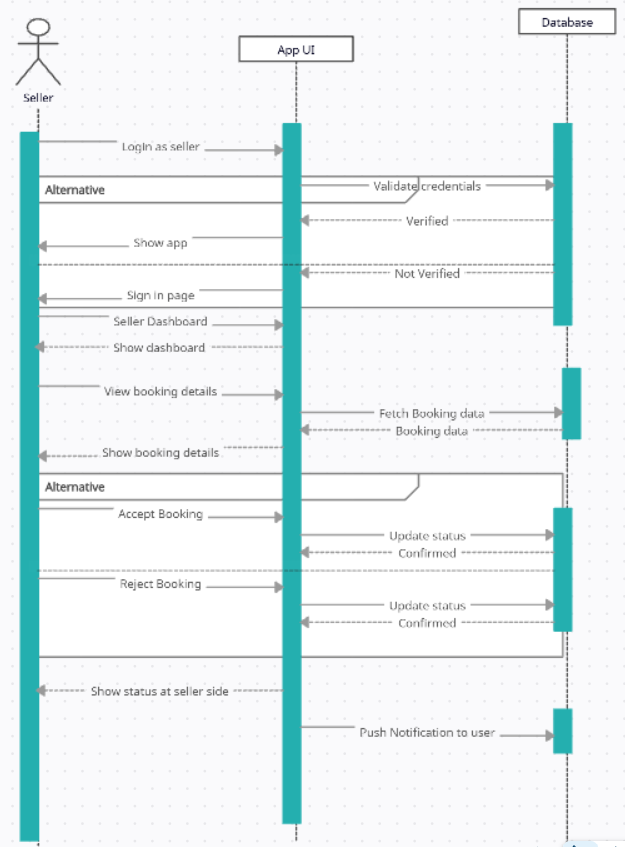 Database
App UI
Seller
Login as seller
Alternative
Validate credentials
Verified
Show app
Not Verified
Sign in page
Seller Dashboard
Show dashboard
View booking details
Fetch Booking data
Booking data
Show booking details
Alternative
Accept Booking
Update status
Confirmed
Reject Booking
Update status
Confirmed
Show status at seller side
Push Notification to user